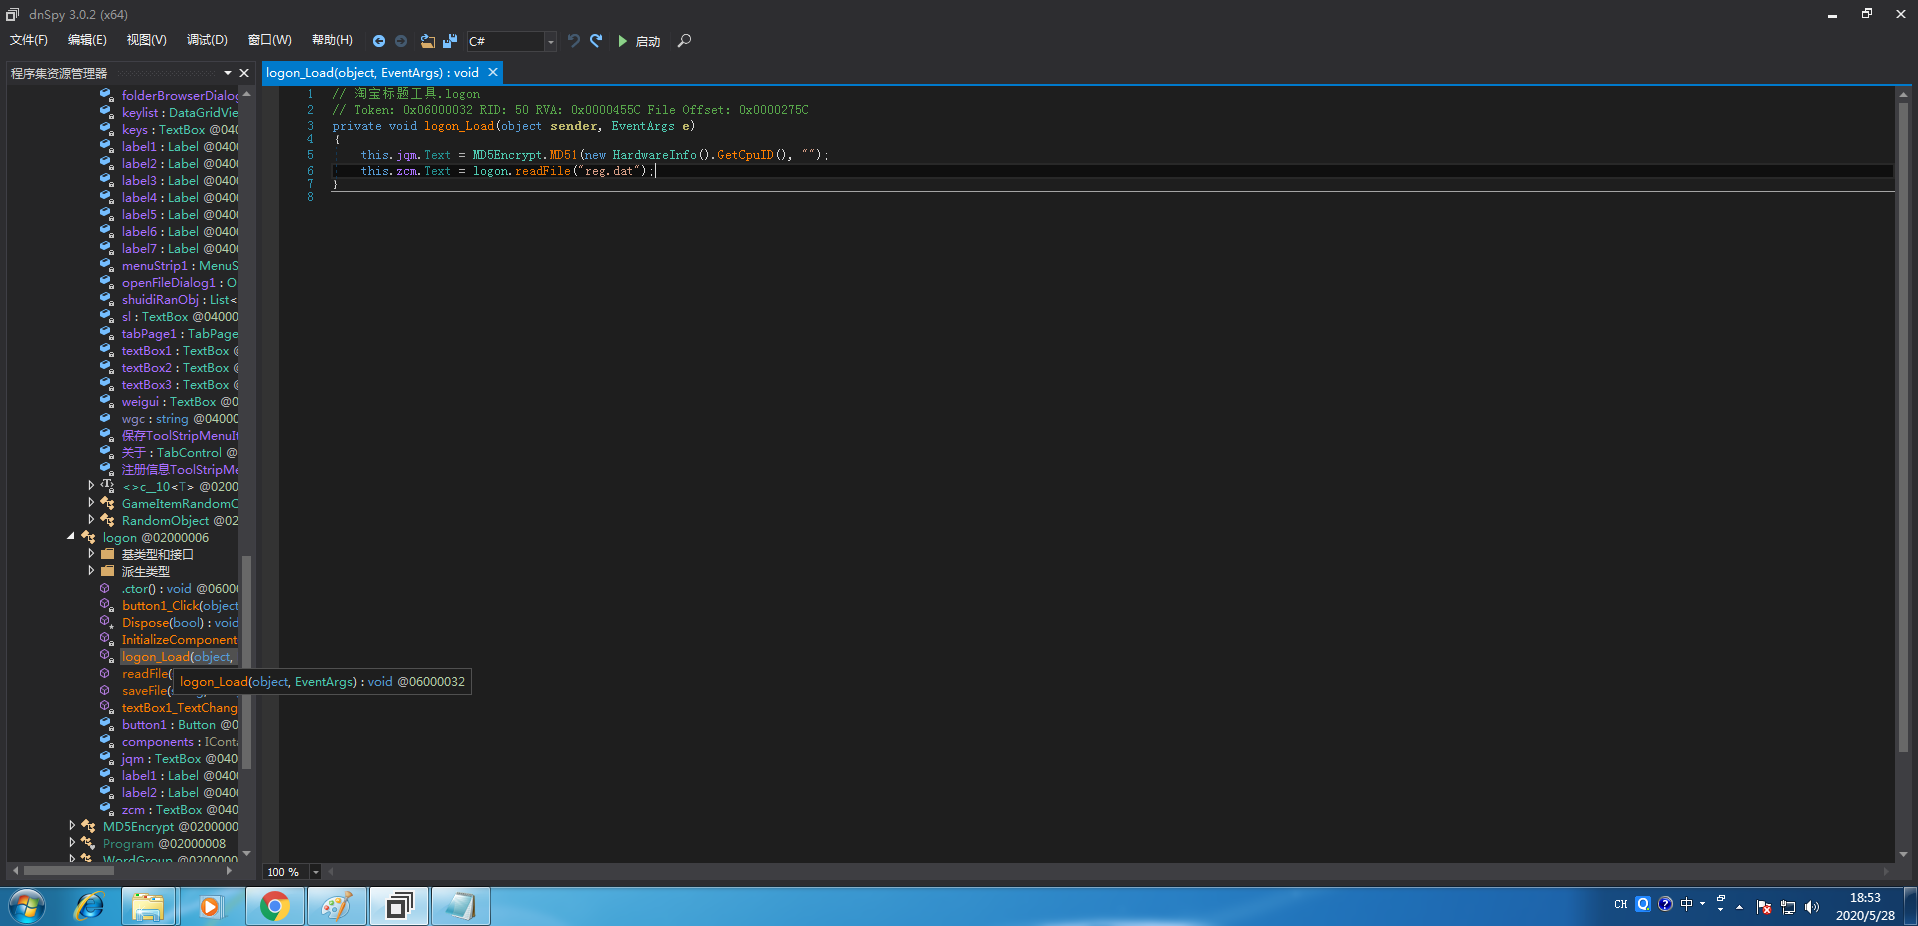 dnSpy 3.0.2 (x64)
文件(F) 编辑(E) 视图(V) 调试(D) 窗口(W) 帮助(H) C# 启动
程序集资源管理器
logon_Load(object, EventArgs) : void
folderBrowserDialog
keylist : DataGridVie
keys : TextBox @040
label1 : Label @040
label2 : Label @040
label3 : Label @040
label4 : Label @040
label5 : Label @040
label6 : Label @040
label7 : Label @040
menuStrip1 : MenuS
openFileDialog1 : O
shuidiRanObj : List<
sl : TextBox @04000
tabPage1 : TabPage
textBox1 : TextBox @
textBox2 : TextBox @
textBox3 : TextBox @
weigui : TextBox @0
wgc : string @04000
保存ToolStripMenuIt
关于 : TabControl @
注册信息ToolStripMe
<>c__10<T> @0200
GameItemRandomC
RandomObject @02
logon @02000006
基类型和接口
派生类型
.ctor() : void @0600
button1_Click(object
Dispose(bool) : void
InitializeComponent
logon_Load(object,
readFile(
saveFile(
textBox1_TextChang
button1 : Button @0
components : IConta
jqm : TextBox @040
label1 : Label @040
label2 : Label @040
zcm : TextBox @040
MD5Encrypt @0200000
Program @02000008
WordGroup @0200000
logon_Load(object, EventArgs) : void @06000032
1 // 淘宝标题工具.logon
2 // Token: 0x06000032 RID: 50 RVA: 0x0000455C File Offset: 0x0000275C
3 private void logon_Load(object sender, EventArgs e)
4 {
5 this.jqm.Text = MD5Encrypt.MD51(new HardwareInfo().GetCpuID(), "");
6 this.zcm.Text = logon.readFile("reg.dat");
7 }
8
100 %
CH 中
18:53
2020/5/28